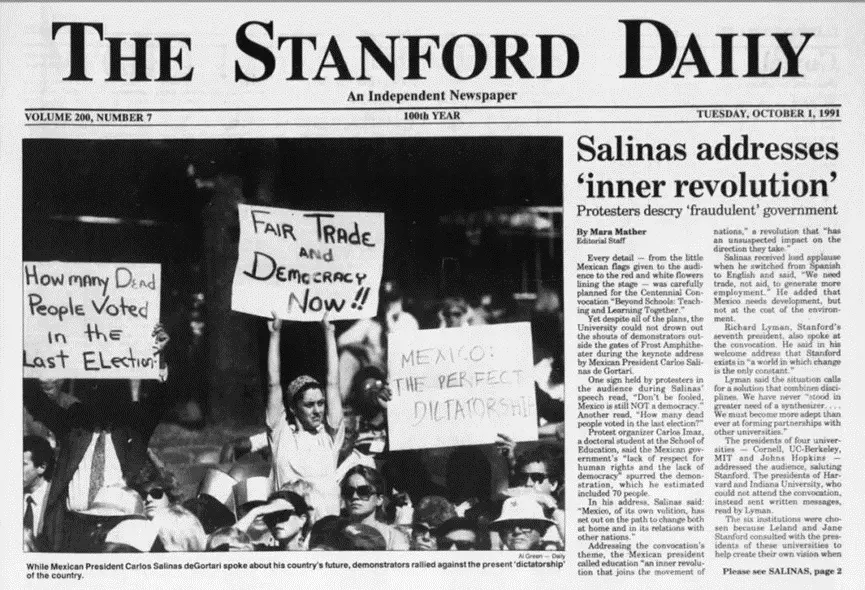 THE STANFORD DAILY
An Independent Newspaper
VOLUME 200, NUMBER 7
100th YEAR
TUESDAY, OCTOBER 1, 1991
How many Dead
People Voted
in the
Last Election?
FAIR TRADE
AND
DEMOCRACY
NOW!!
MEXICO:
THE PERFECT
DICTATORSHIP
Al Green — Daily
While Mexican President Carlos Salinas deGortari spoke about his country's future, demonstrators rallied against the present 'dictatorship'
of the country.
Salinas addresses
'inner revolution'
Protesters descry 'fraudulent' government
By Mara Mather
Editorial Staff
Every detail — from the little
Mexican flags given to the audi-
ence to the red and white flowers
lining the stage — was carefully
planned for the Centennial Con-
vocation "Beyond Schools: Teach-
ing and Learning Together."
Yet despite all of the plans, the
University could not drown out
the shouts of demonstrators out-
side the gates of Frost Amphithe-
ater during the keynote address
by Mexican President Carlos Sali-
nas de Gortari.
One sign held by protesters in
the audience during Salinas'
speech read, "Don't be fooled,
Mexico is still NOT a democracy."
Another read, "How many dead
people voted in the last election?"
Protest organizer Carlos Imaz,
a doctoral student at the School of
Education, said the Mexican gov-
ernment's "lack of respect for
human rights and the lack of
democracy" spurred the demon-
stration, which he estimated
included 70 people.
In his address, Salinas said:
"Mexico, of its own volition, has
set out on the path to change both
at home and in its relations with
other nations."
Addressing the convocation's
theme, the Mexican president
called education "an inner revolu-
tion that joins the movement of
nations," a revolution that "has
an unsuspected impact on the
direction they take."
Salinas received loud applause
when he switched from Spanish
to English and said, "We need
trade, not aid, to generate more
employment." He added that
Mexico needs development, but
not at the cost of the environ-
ment.
Richard Lyman, Stanford's
seventh president, also spoke at
the convocation. He said in his
welcome address that Stanford
exists in "a world in which change
is the only constant."
Lyman said the situation calls
for a solution that combines disci-
plines. We have never "stood in
greater need of a synthesizer. . . .
We must become more adept than
ever at forming partnerships with
other universities."
The presidents of four univer-
sities — Cornell, UC-Berkeley,
MIT and Johns Hopkins —
addressed the audience, saluting
Stanford. The presidents of Har-
vard and Indiana University, who
could not attend the convocation,
instead sent written messages,
read by Lyman.
The six institutions were cho-
sen because Leland and Jane
Stanford consulted with the pres-
idents of these universities to
help create their own vision when
Please see SALINAS, page 2